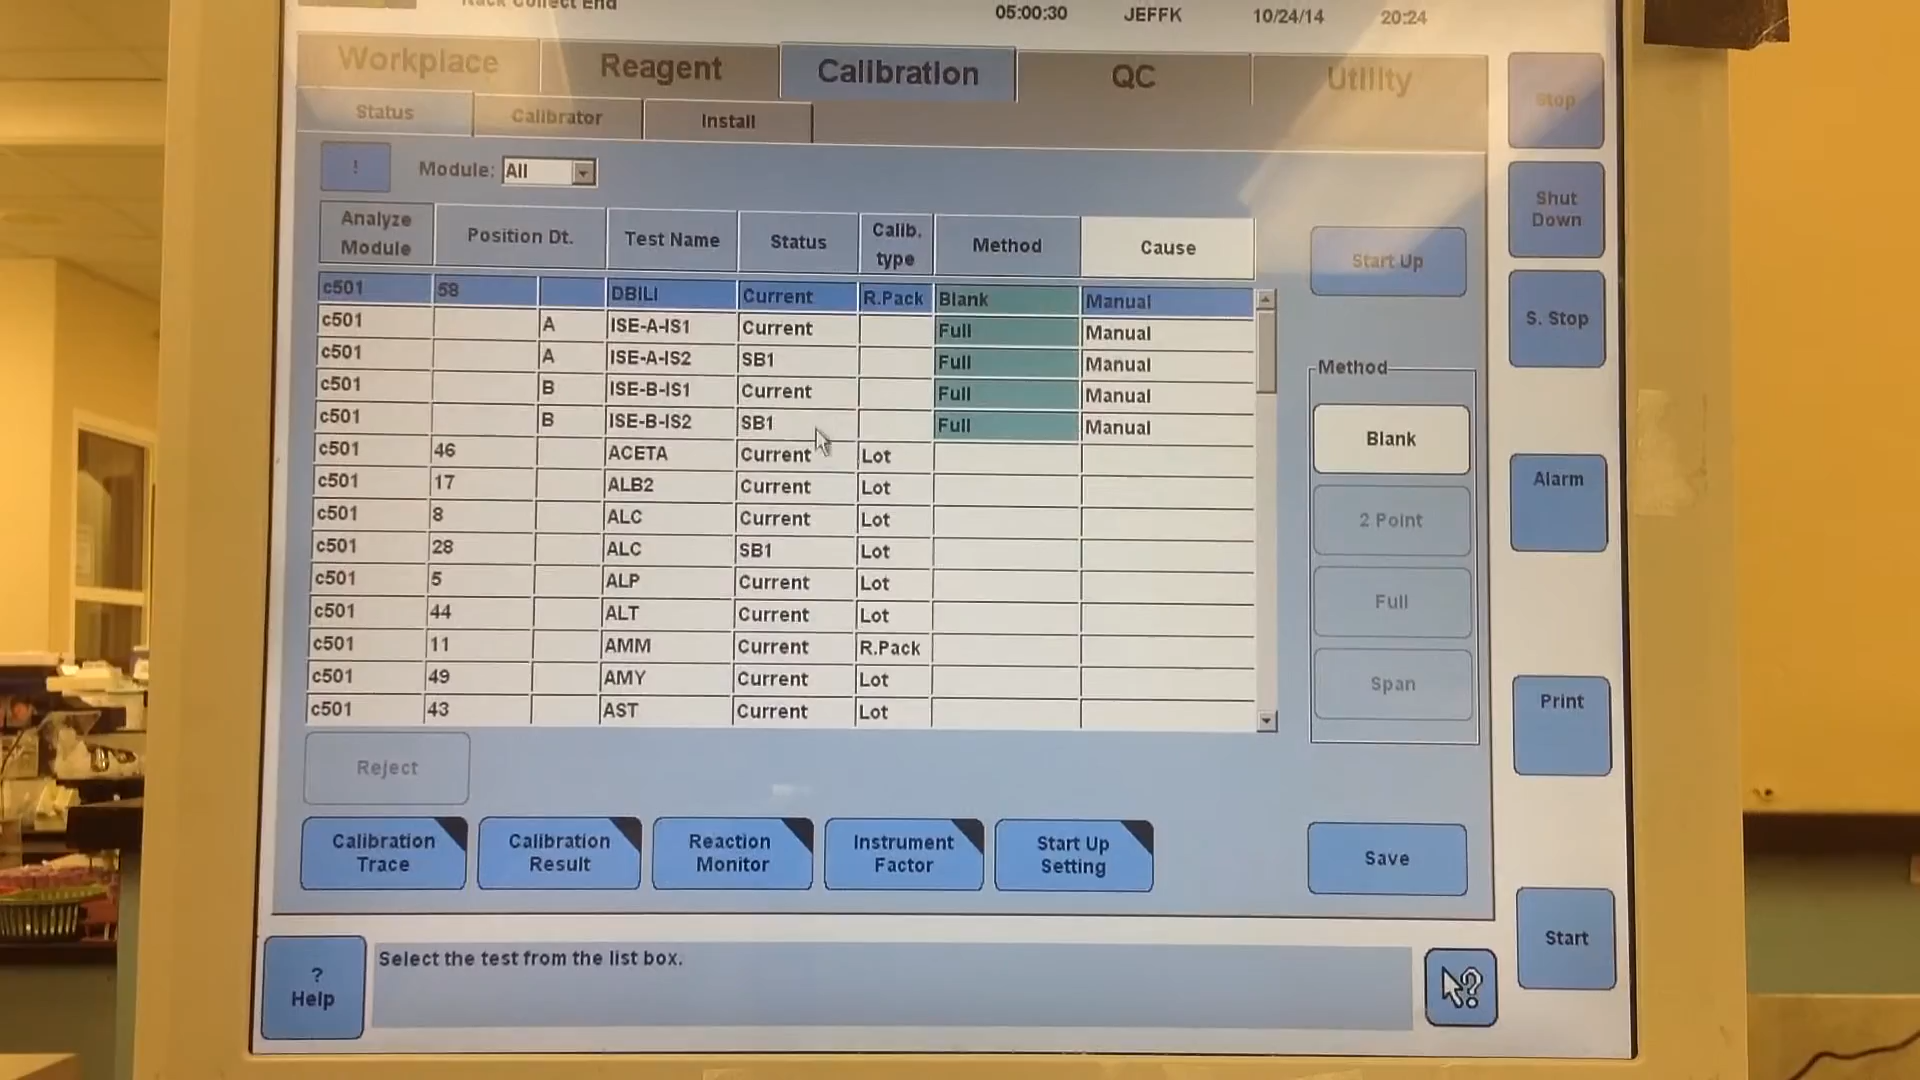 Rack Collect End
05:00:30 JEFFK 10/24/14 20:24
Workplace Reagent Calibration QC Utility
Status Calibrator Install
! Module: All
Analyze Module Position Dt. Test Name Status Calib. type Method Cause
c501 58 DBILI Current R.Pack Blank Manual
c501 A ISE-A-IS1 Current Full Manual
c501 A ISE-A-IS2 SB1 Full Manual
c501 B ISE-B-IS1 Current Full Manual
c501 B ISE-B-IS2 SB1 Full Manual
c501 46 ACETA Current Lot
c501 17 ALB2 Current Lot
c501 8 ALC Current Lot
c501 28 ALC SB1 Lot
c501 5 ALP Current Lot
c501 44 ALT Current Lot
c501 11 AMM Current R.Pack
c501 49 AMY Current Lot
c501 43 AST Current Lot
Start Up
Method
Blank
2 Point
Full
Span
Reject
Calibration Trace
Calibration Result
Reaction Monitor
Instrument Factor
Start Up Setting
Save
Stop
Shut Down
S. Stop
Alarm
Print
Start
? Help
Select the test from the list box.
?